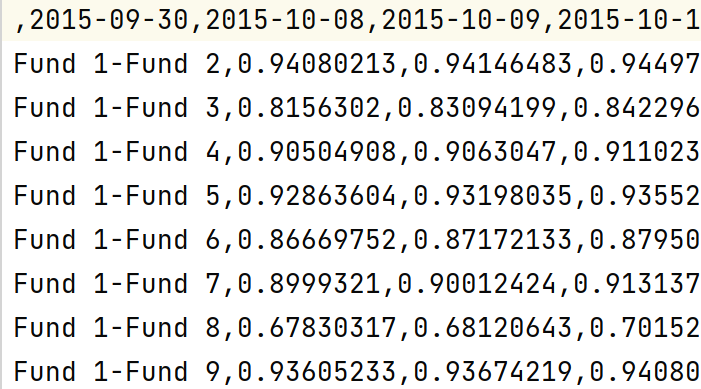 ,2015-09-30,2015-10-08,2015-10-09,2015-10-1
Fund 1-Fund 2,0.94080213,0.94146483,0.94497
Fund 1-Fund 3,0.8156302,0.83094199,0.842296
Fund 1-Fund 4,0.90504908,0.9063047,0.911023
Fund 1-Fund 5,0.92863604,0.93198035,0.93552
Fund 1-Fund 6,0.86669752,0.87172133,0.87950
Fund 1-Fund 7,0.8999321,0.90012424,0.913137
Fund 1-Fund 8,0.67830317,0.68120643,0.70152
Fund 1-Fund 9,0.93605233,0.93674219,0.94080